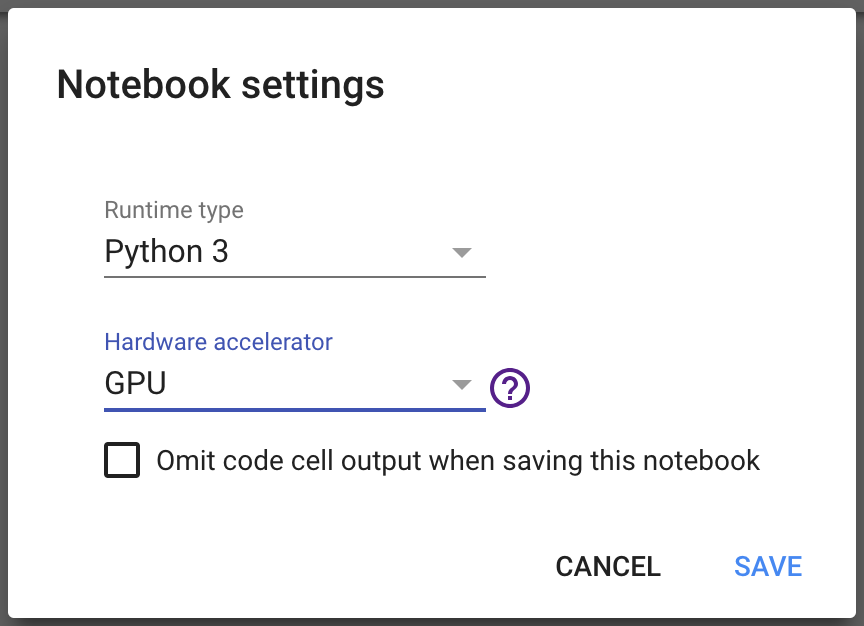 Notebook settings
Runtime type
Python 3
Hardware accelerator
GPU
?
Omit code cell output when saving this notebook
CANCEL SAVE